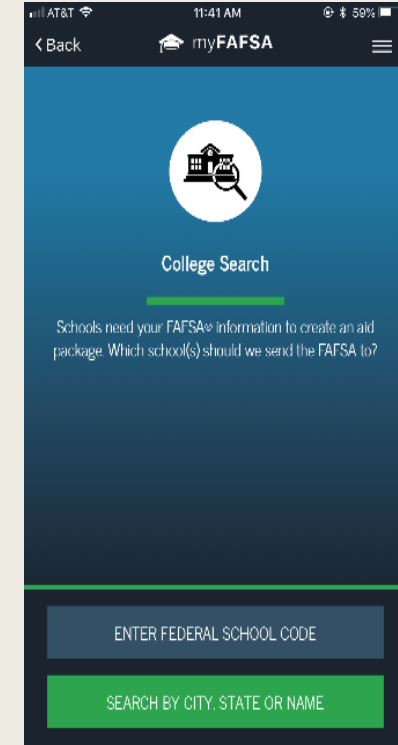 AT&T 11:41 AM 59%
Back myFAFSA
College Search
Schools need your FAFSA® information to create an aid
package. Which school(s) should we send the FAFSA to?
ENTER FEDERAL SCHOOL CODE
SEARCH BY CITY, STATE OR NAME